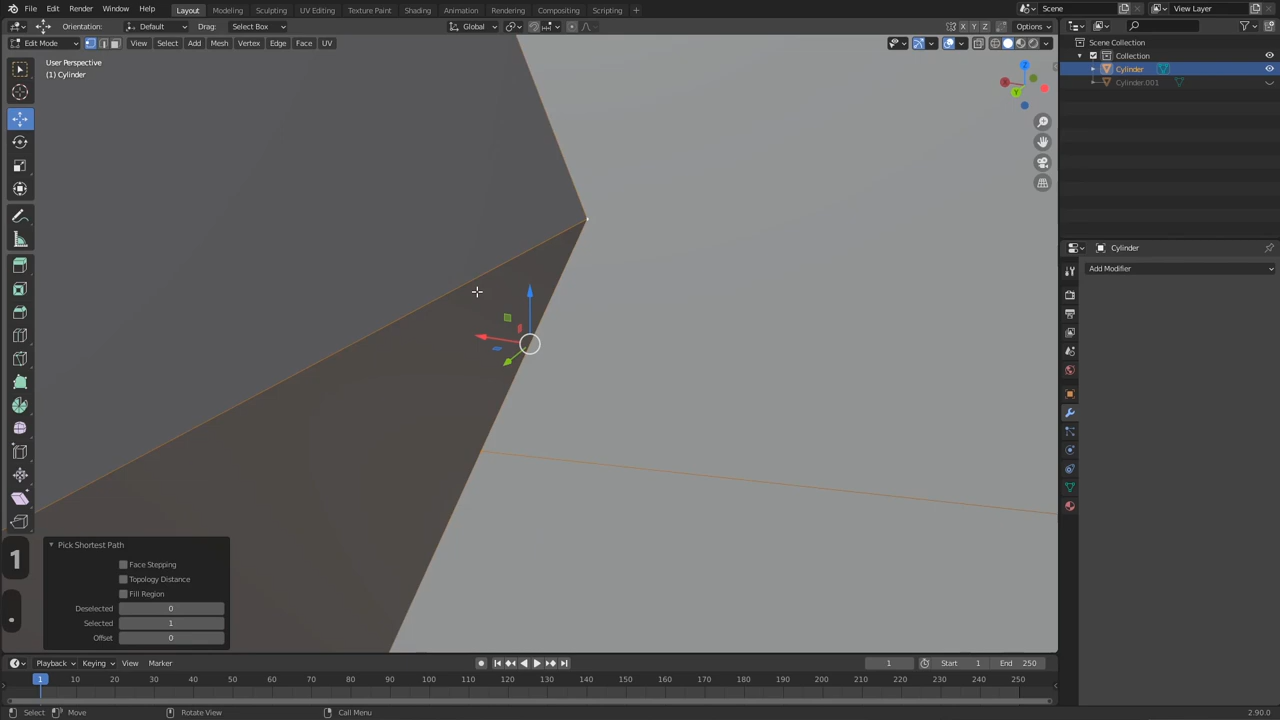 File Edit Render Window Help Layout Modeling Sculpting UV Editing Texture Paint Shading Animation Rendering Compositing Scripting + Scene View Layer
Orientation: Default Drag: Select Box Global X Y Z Options
Edit Mode View Select Add Mesh Vertex Edge Face UV
User Perspective
(1) Cylinder
Scene Collection
Collection
Cylinder
Cylinder.001
Cylinder
Add Modifier
Z
X
Y
1
Pick Shortest Path
Face Stepping
Topology Distance
Fill Region
Deselected 0
Selected 1
Offset 0
Playback Keying View Marker 1 Start 1 End 250
1 10 20 30 40 50 60 70 80 90 100 110 120 130 140 150 160 170 180 190 200 210 220 230 240 250
Select Move Rotate View Call Menu 2.90.0